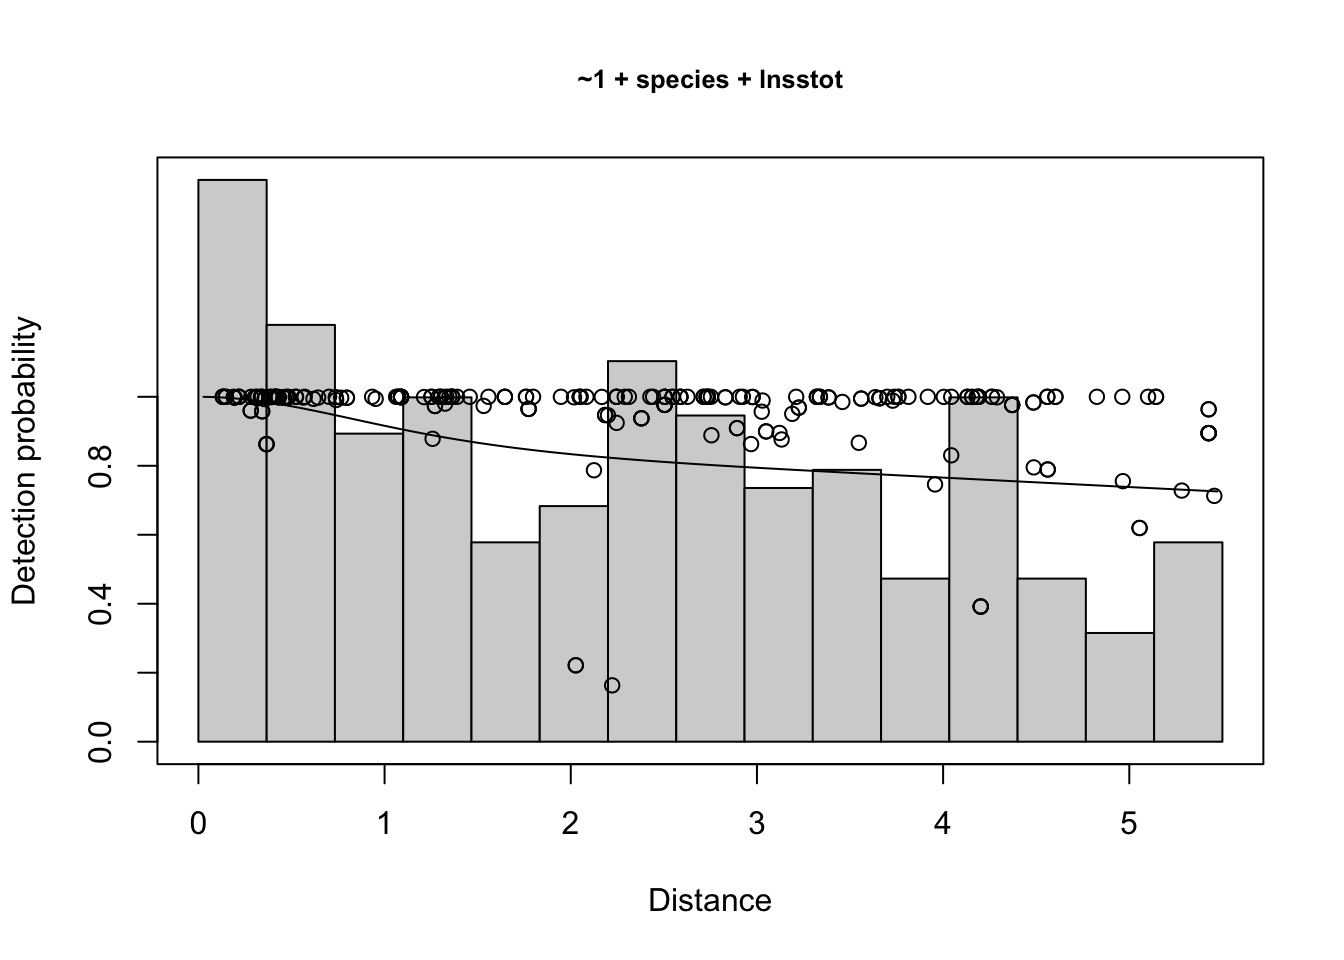 ~1 + species + lnsstot
Detection probability
0.8
0.4
0.0
0 1 2 3 4 5
Distance